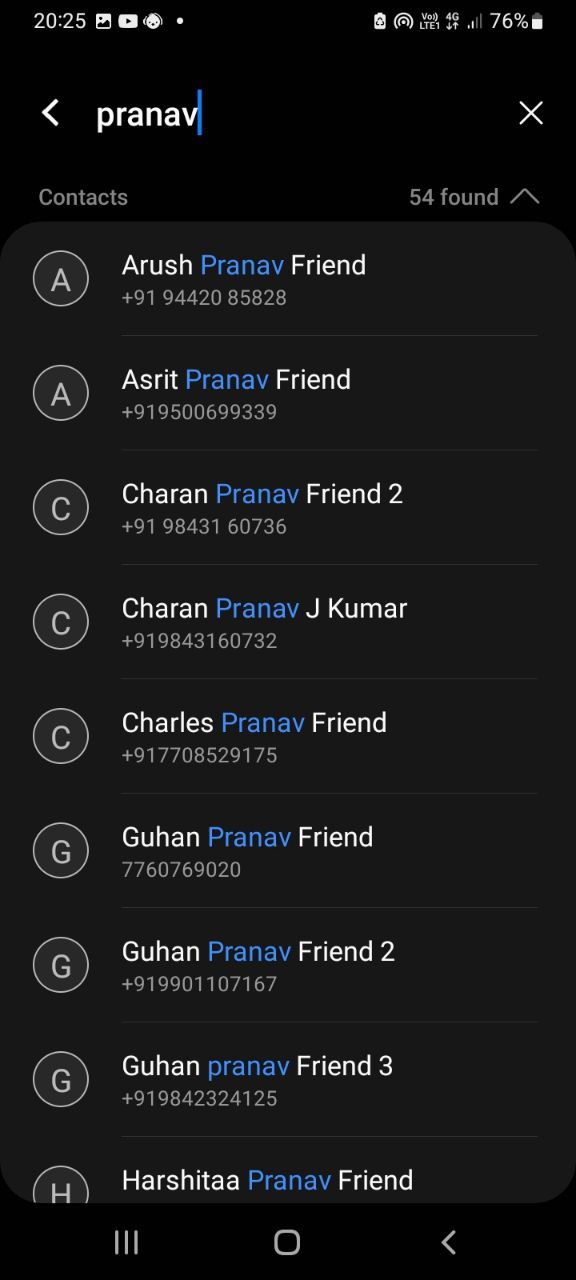 20:25
Vo)) 4G
LTE1
76%
pranav
Contacts
54 found
A
Arush Pranav Friend
+91 94420 85828
A
Asrit Pranav Friend
+919500699339
C
Charan Pranav Friend 2
+91 98431 60736
C
Charan Pranav J Kumar
+919843160732
C
Charles Pranav Friend
+917708529175
G
Guhan Pranav Friend
7760769020
G
Guhan Pranav Friend 2
+919901107167
G
Guhan pranav Friend 3
+919842324125
H
Harshitaa Pranav Friend